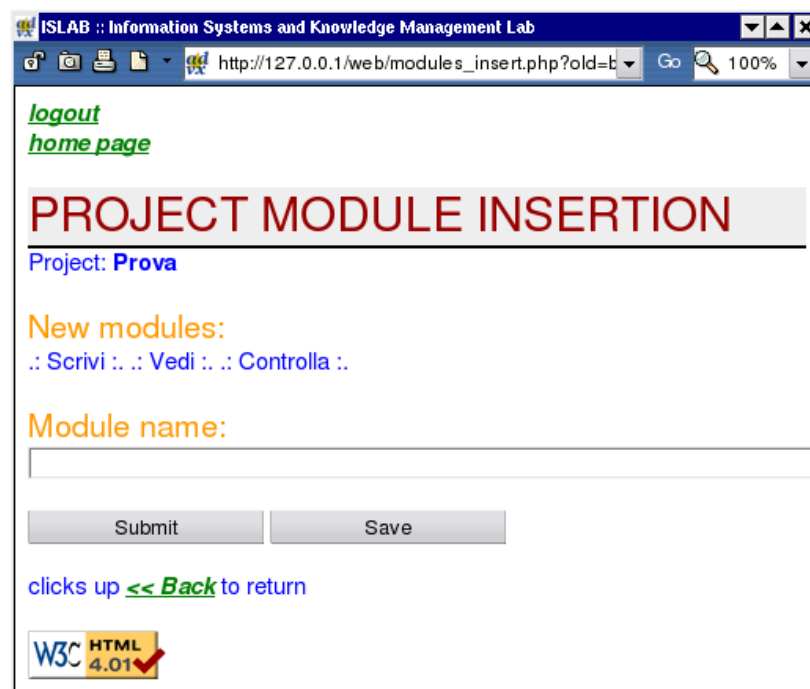 ISLAB :: Information Systems and Knowledge Management Lab
http://127.0.0.1/web/modules_insert.php?old=b Go 100%
logout
home page
PROJECT MODULE INSERTION
Project: Prova
New modules:
.: Scrivi :. .: Vedi :. .: Controlla :.
Module name:
Submit Save
clicks up << Back to return
W3C HTML 4.01